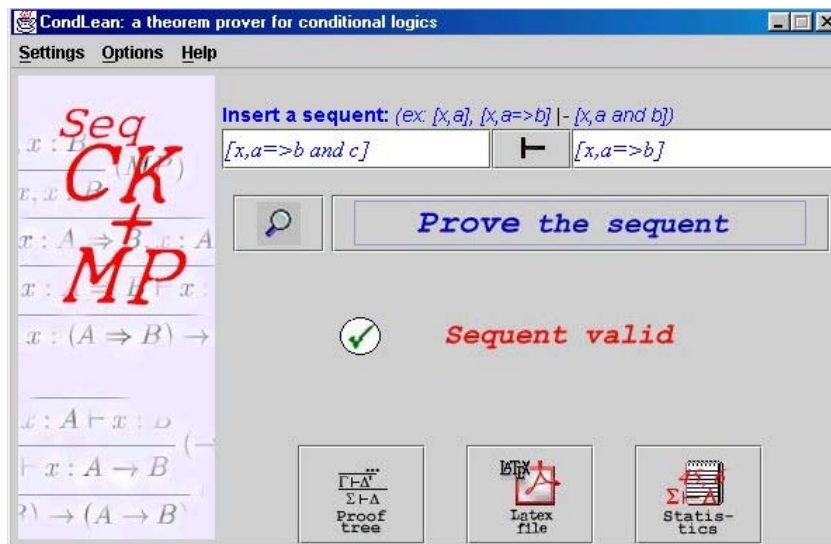 CondLean: a theorem prover for conditional logics
Settings Options Help
Seq
CK
+
MP
Insert a sequent: (ex: [x,a], [x,a=>b] |- [x,a and b])
[x,a=>b and c] ⊢ [x,a=>b]
Prove the sequent
Sequent valid
x : A ⊢ x : B
⊢ x : A → B
) → (A → B)
x : (A ⇒ B) →
Γ⊢Δ'
Σ⊢Δ
Proof
tree
LATEX
Latex
file
Σ⊢Δ
Statis-
tics